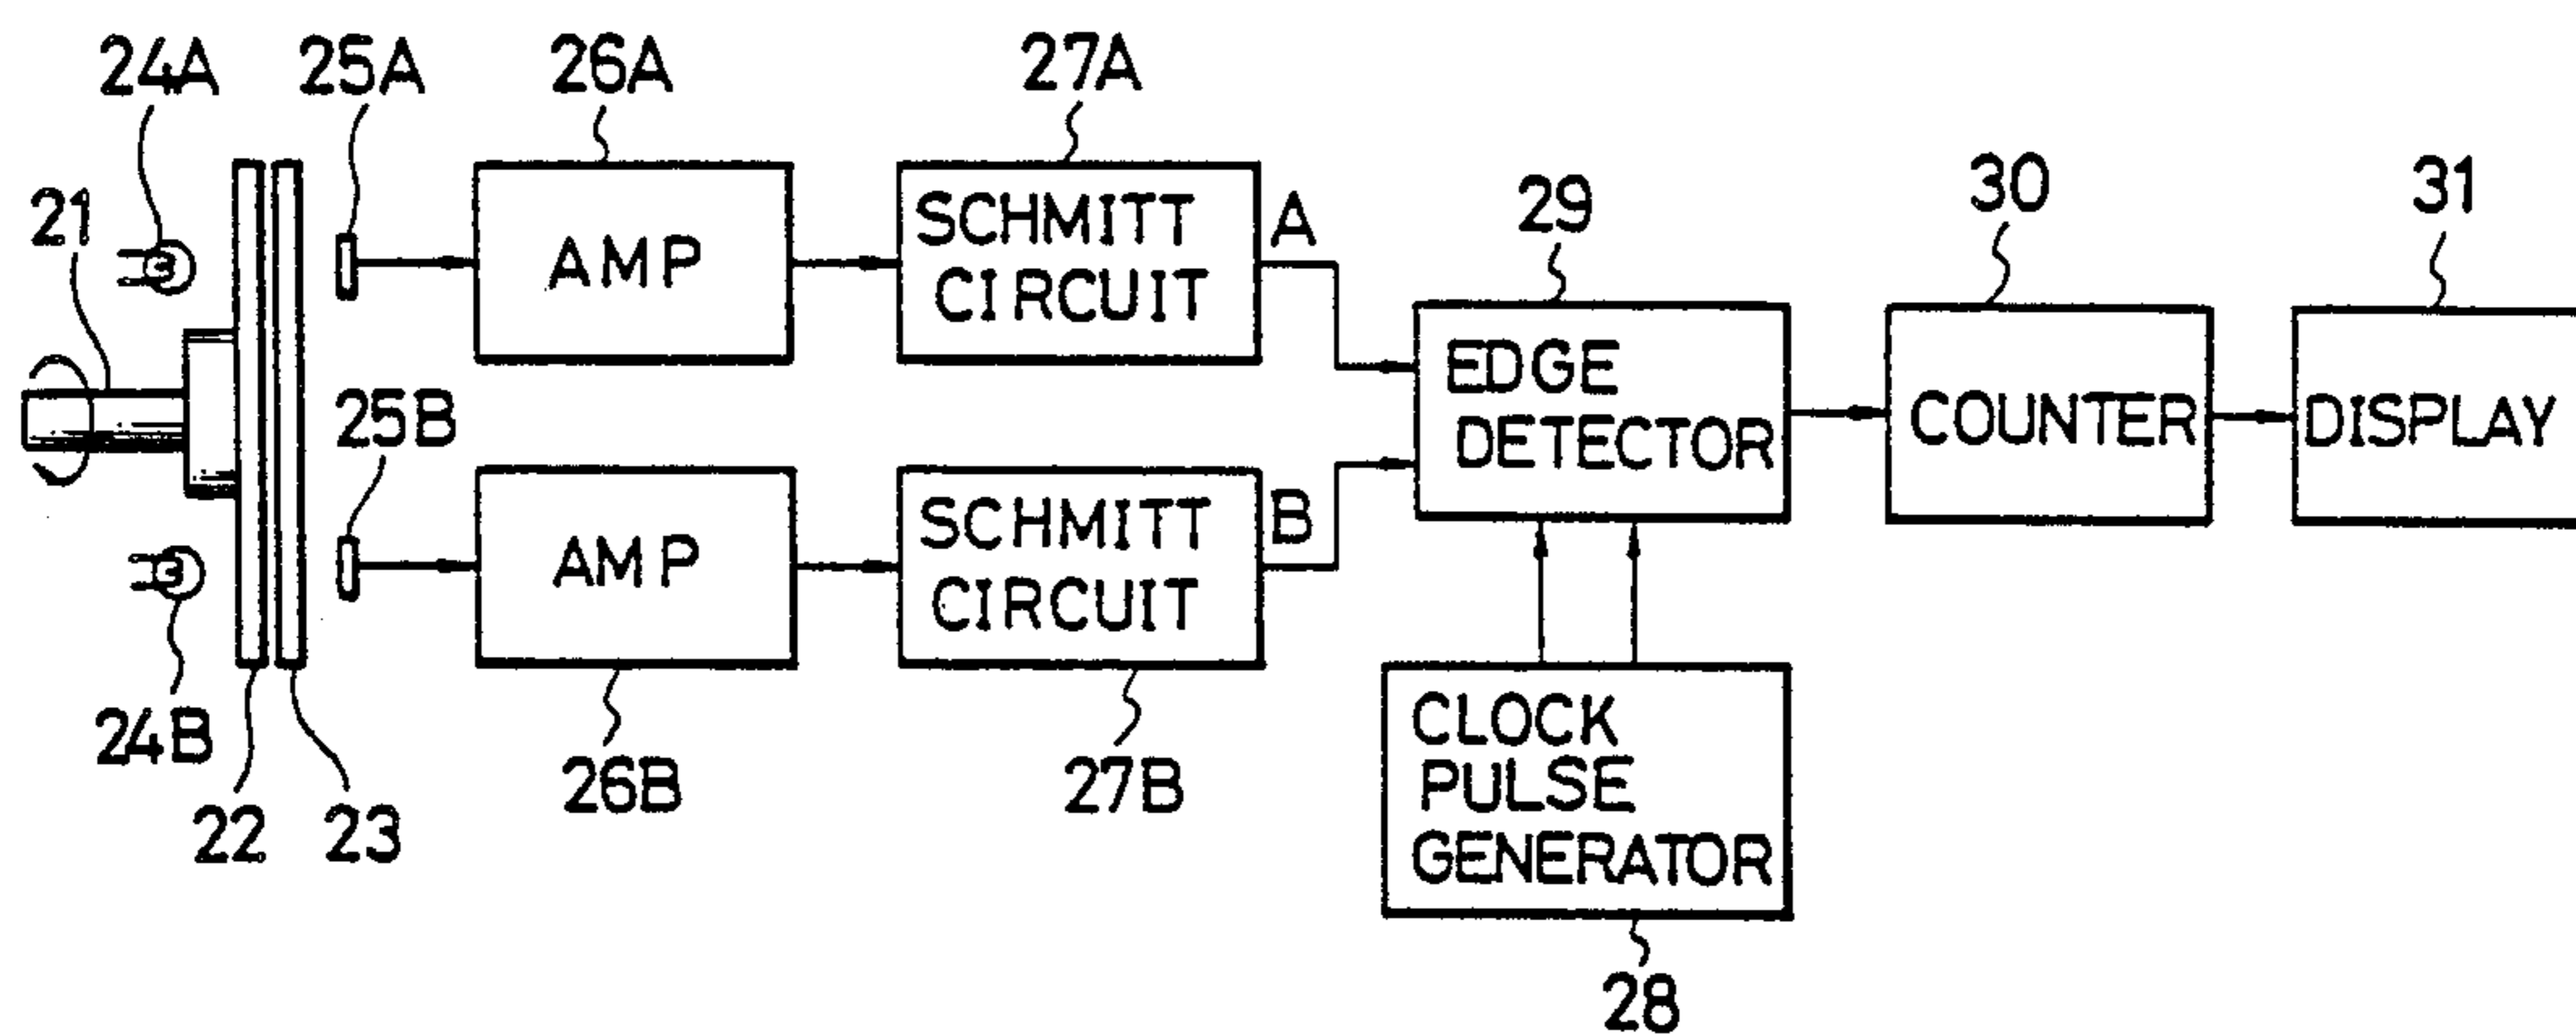 24A
25A
26A
27A
21
AMP
SCHMITT
CIRCUIT
A
29
30
31
25B
EDGE
DETECTOR
COUNTER
DISPLAY
AMP
SCHMITT
CIRCUIT
B
24B
22
23
26B
27B
CLOCK
PULSE
GENERATOR
28